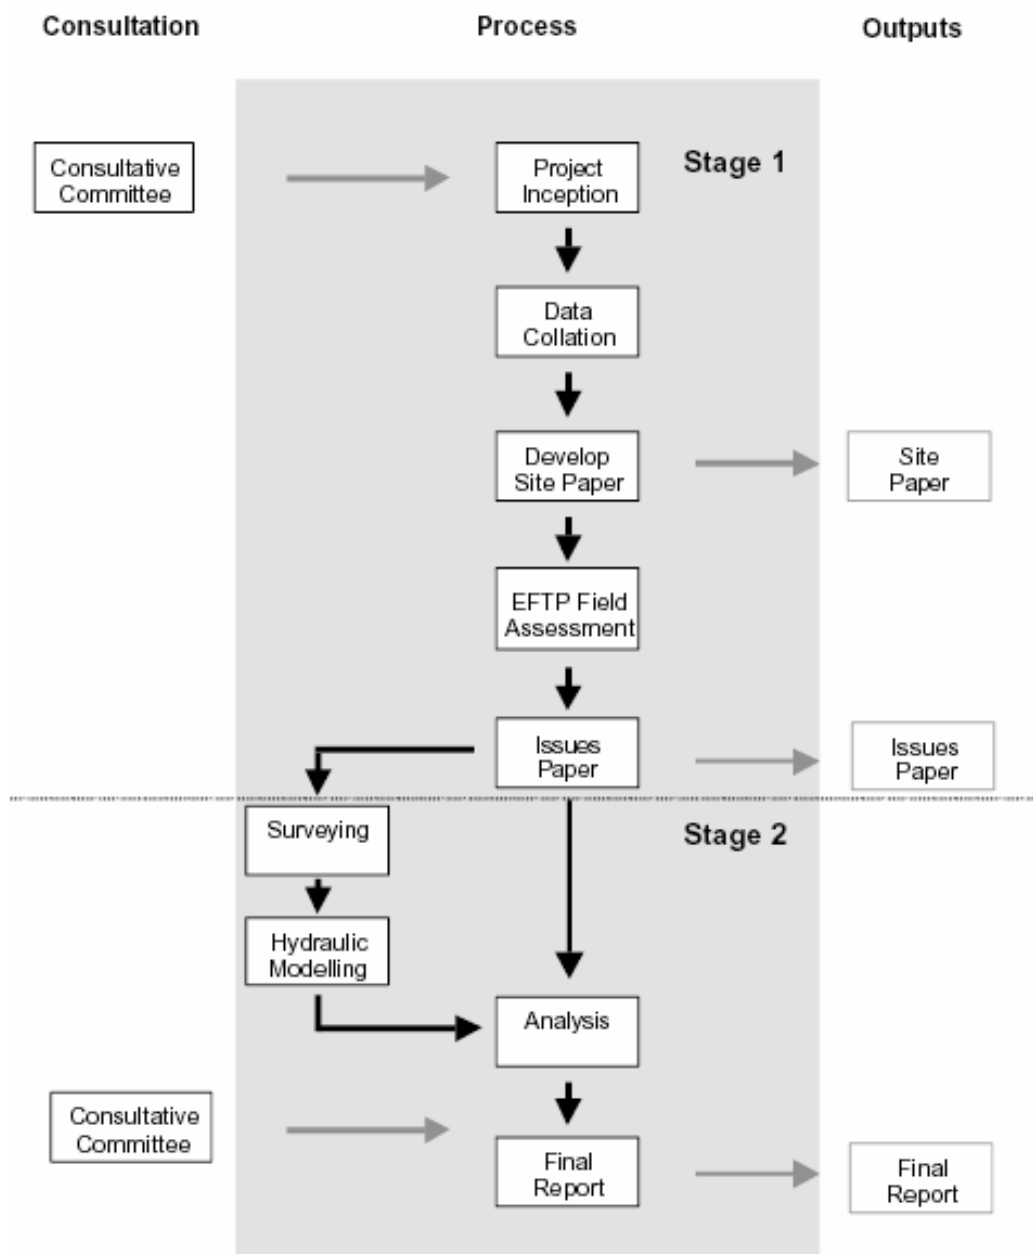 Consultation
Process
Outputs
Stage 1
Consultative
Committee
Project
Inception
Data
Collation
Develop
Site Paper
Site
Paper
EFTP Field
Assessment
Issues
Paper
Issues
Paper
Stage 2
Surveying
Hydraulic
Modelling
Analysis
Consultative
Committee
Final
Report
Final
Report